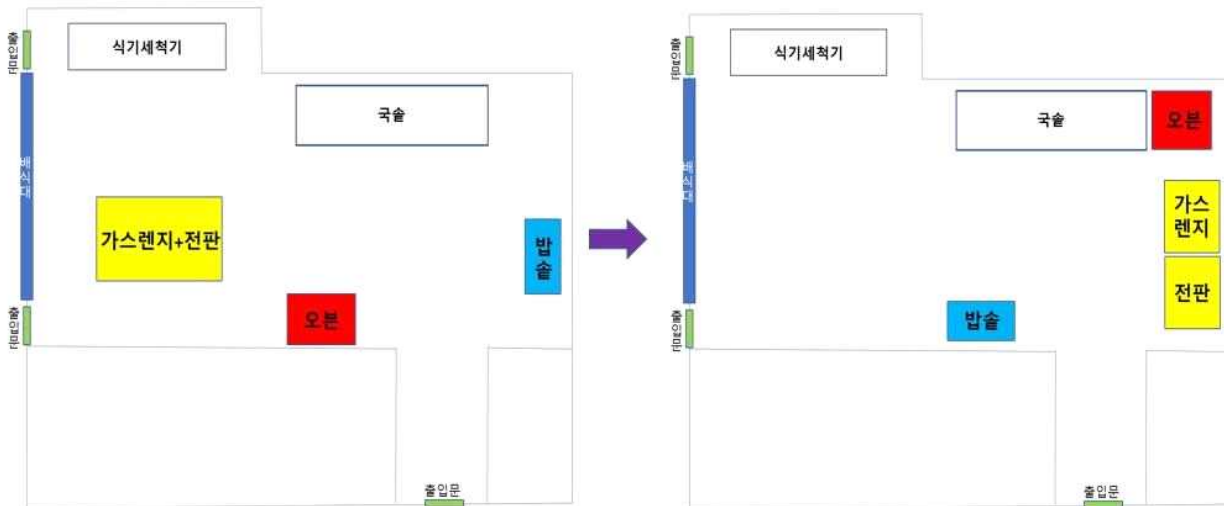 식기세척기
출입문
국솥
배식대
가스렌지+전판
밥
솥
오븐
출입문
출입문
식기세척기
출입문
국솥
오븐
배식대
가스
렌지
전판
밥솥
출입문
출입문